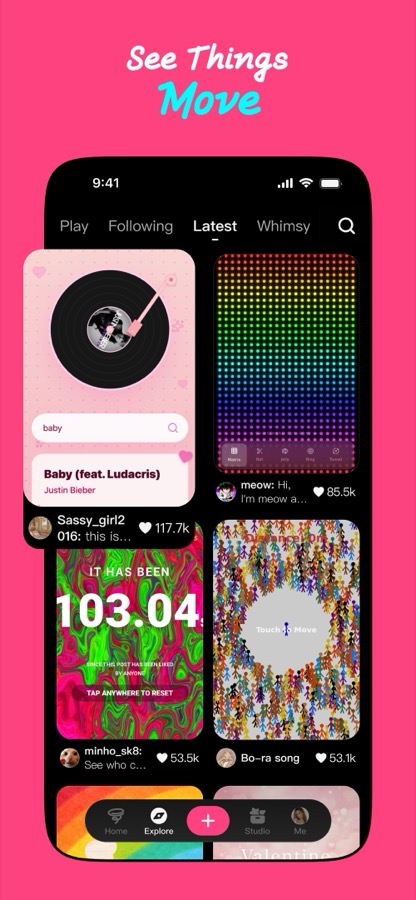 See Things
Move
9:41
Play Following Latest Whimsy
baby
Baby (feat. Ludacris)
Justin Bieber
Sassy_girl2
016: this is...
117.7k
Matrix
meow: Hi,
I'm meow a...
85.5k
IT HAS BEEN
103.04
SINCE THIS POST HAS BEEN LIKED
BY ANYONE
TAP ANYWHERE TO RESET
minho_sk8:
See who c...
53.5k
Touch to Move
Bo-ra song
53.1k
Valentine
Home Explore Studio Me